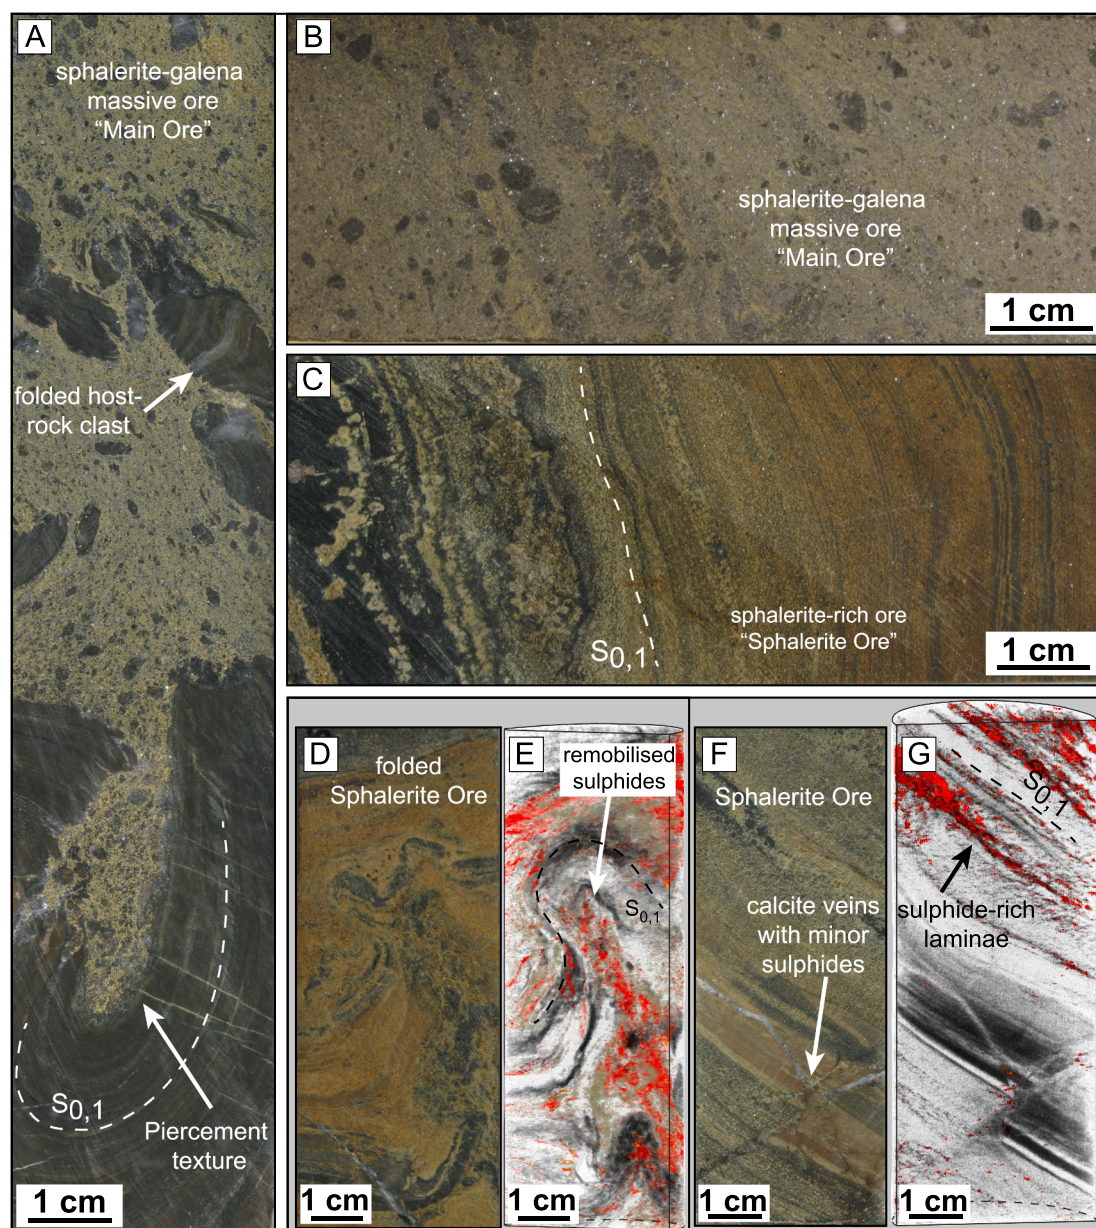 A
sphalerite-galena
massive ore
“Main Ore”
folded host-
rock clast
S0,1
Piercement
texture
1 cm
B
sphalerite-galena
massive ore
“Main Ore”
1 cm
C
S0,1
sphalerite-rich ore
“Sphalerite Ore”
1 cm
D
folded
Sphalerite Ore
1 cm
E
remobilised
sulphides
S0,1
1 cm
F
Sphalerite Ore
calcite veins
with minor
sulphides
1 cm
G
S0,1
sulphide-rich
laminae
1 cm